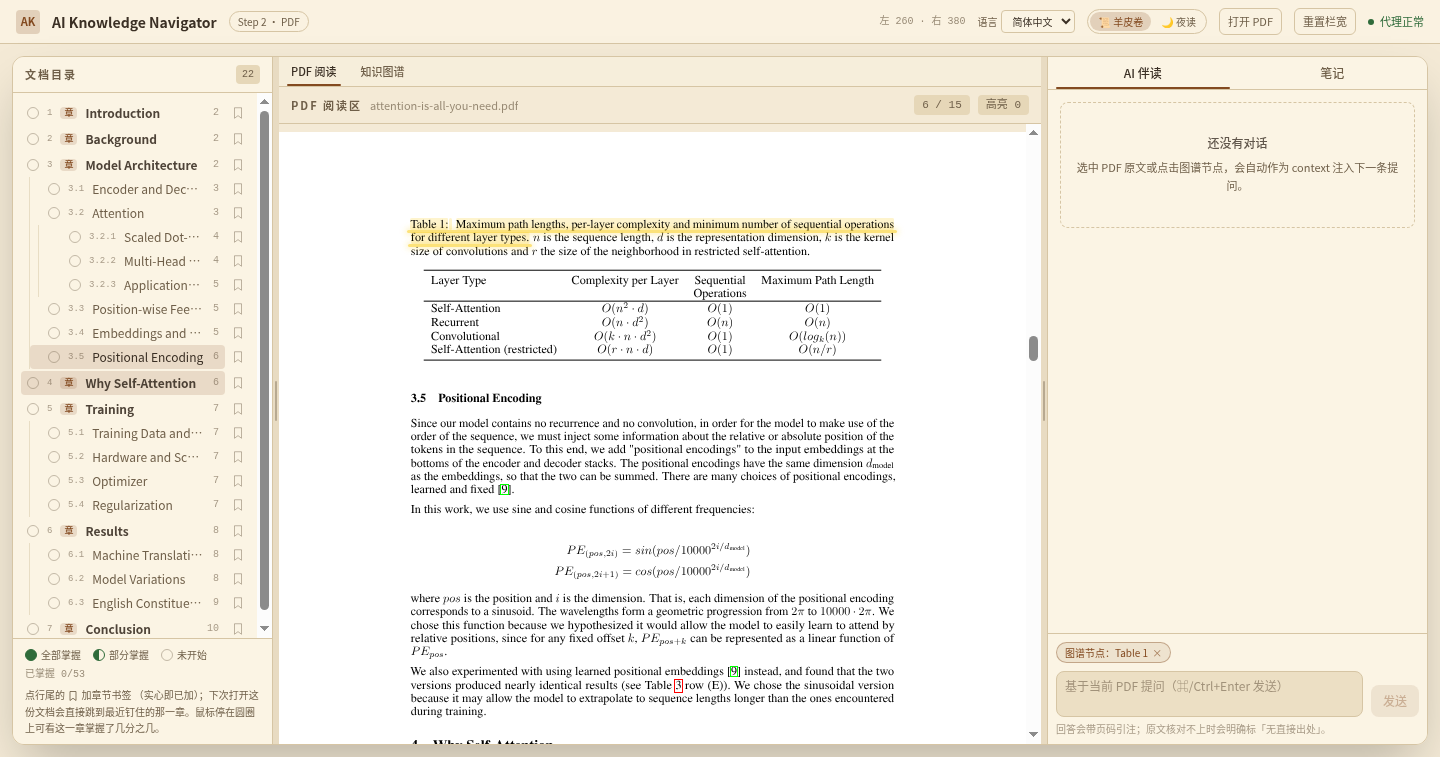 AK AI Knowledge Navigator Step 2 · PDF 左 260 · 右 380 语言 简体中文 📜 羊皮卷 🌙 夜读 打开 PDF 重置栏宽 代理正常
文档目录 22
1 章 Introduction 2
2 章 Background 2
3 章 Model Architecture 2
3.1 Encoder and Dec··· 3
3.2 Attention 3
3.2.1 Scaled Dot-··· 4
3.2.2 Multi-Head ··· 4
3.2.3 Application··· 5
3.3 Position-wise Fee··· 5
3.4 Embeddings and ··· 5
3.5 Positional Encoding 6
4 章 Why Self-Attention 6
5 章 Training 7
5.1 Training Data and··· 7
5.2 Hardware and Sc··· 7
5.3 Optimizer 7
5.4 Regularization 7
6 章 Results 8
6.1 Machine Translati··· 8
6.2 Model Variations 8
6.3 English Constitue··· 9
7 章 Conclusion 10
全部掌握 部分掌握 未开始
已掌握 0/53
点行尾的 口 加章节书签 （实心即已加）；下次打开这
份文档会直接跳到最近钉住的那一章。鼠标停在圆圈
上可看这一章掌握了几分之几。
PDF 阅读 知识图谱
PDF 阅读区 attention-is-all-you-need.pdf 6 / 15 高亮 0
Table 1: Maximum path lengths, per-layer complexity and minimum number of sequential operations
for different layer types. n is the sequence length, d is the representation dimension, k is the kernel
size of convolutions and r the size of the neighborhood in restricted self-attention.
Layer Type Complexity per Layer Sequential Maximum Path Length
Operations
Self-Attention O(n² · d) O(1) O(1)
Recurrent O(n · d²) O(n) O(n)
Convolutional O(k · n · d²) O(1) O(log_k(n))
Self-Attention (restricted) O(r · n · d) O(1) O(n/r)
3.5 Positional Encoding
Since our model contains no recurrence and no convolution, in order for the model to make use of the
order of the sequence, we must inject some information about the relative or absolute position of the
tokens in the sequence. To this end, we add "positional encodings" to the input embeddings at the
bottoms of the encoder and decoder stacks. The positional encodings have the same dimension d_model
as the embeddings, so that the two can be summed. There are many choices of positional encodings,
learned and fixed [9].
In this work, we use sine and cosine functions of different frequencies:
PE_(pos,2i) = sin(pos/10000^{2i/d_model})
PE_(pos,2i+1) = cos(pos/10000^{2i/d_model})
where pos is the position and i is the dimension. That is, each dimension of the positional encoding
corresponds to a sinusoid. The wavelengths form a geometric progression from 2π to 10000 · 2π. We
chose this function because we hypothesized it would allow the model to easily learn to attend by
relative positions, since for any fixed offset k, PE_{pos+k} can be represented as a linear function of
PE_pos.
We also experimented with using learned positional embeddings [9] instead, and found that the two
versions produced nearly identical results (see Table 3 row (E)). We chose the sinusoidal version
because it may allow the model to extrapolate to sequence lengths longer than the ones encountered
during training.
4 Why Self-Attention
AI 伴读 笔记
还没有对话
选中 PDF 原文或点击图谱节点，会自动作为 context 注入下一条提
问。
图谱节点：Table 1 ×
基于当前 PDF 提问（⌘/Ctrl+Enter 发送）
发送
回答会带页码引注；原文核对不上时会明确标「无直接出处」。